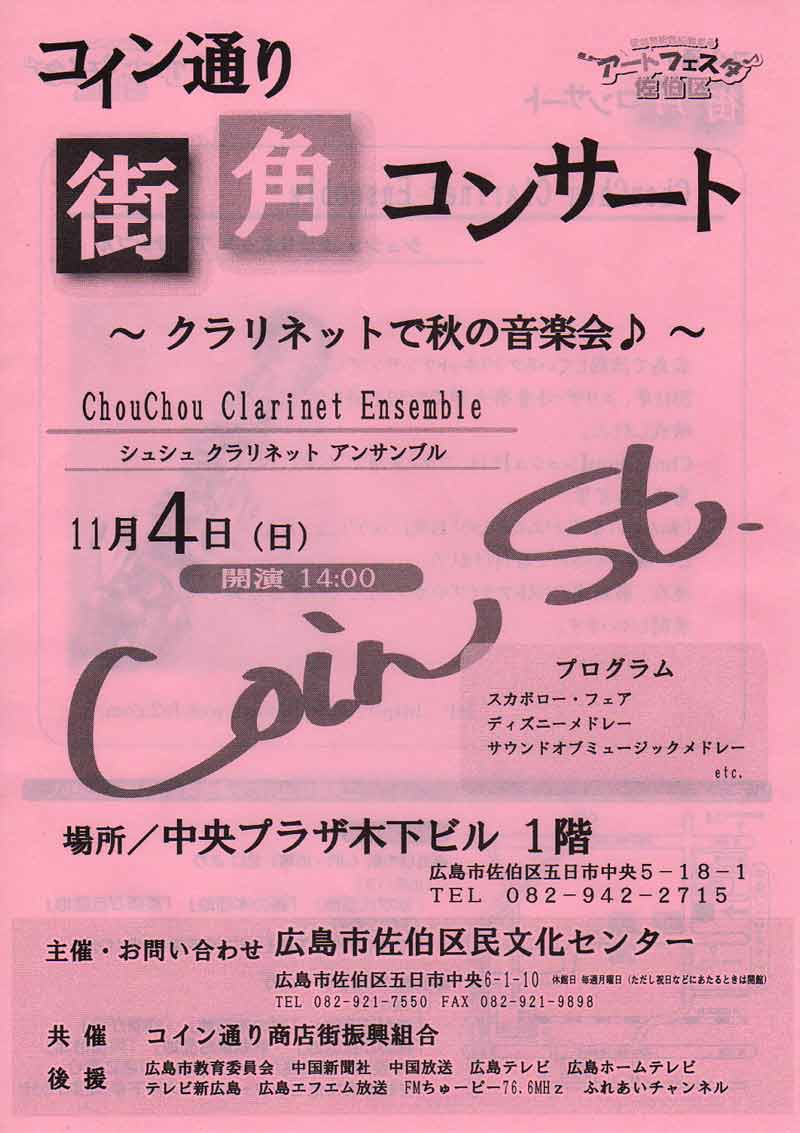 コイン通り
アートフェスタ
佐伯区
街角コンサート
～ クラリネットで秋の音楽会♪ ～
ChouChou Clarinet Ensemble
シュシュ クラリネット アンサンブル
11月4日（日）
開演 14:00
Coin St.
プログラム
スカボロー・フェア
ディズニーメドレー
サウンドオブミュージックメドレー
etc.
場所／中央プラザ木下ビル １階
広島市佐伯区五日市中央５－１８－１
ＴＥＬ ０８２－９４２－２７１５
主催・お問い合わせ 広島市佐伯区民文化センター
広島市佐伯区五日市中央6-1-10 休館日 毎週月曜日（ただし祝日などにあたるときは開館）
TEL 082-921-7550 FAX 082-921-9898
共 催 コイン通り商店街振興組合
後 援 広島市教育委員会 中国新聞社 中国放送 広島テレビ 広島ホームテレビ
テレビ新広島 広島エフエム放送 FMちゅーピー76.6MHz ふれあいチャンネル